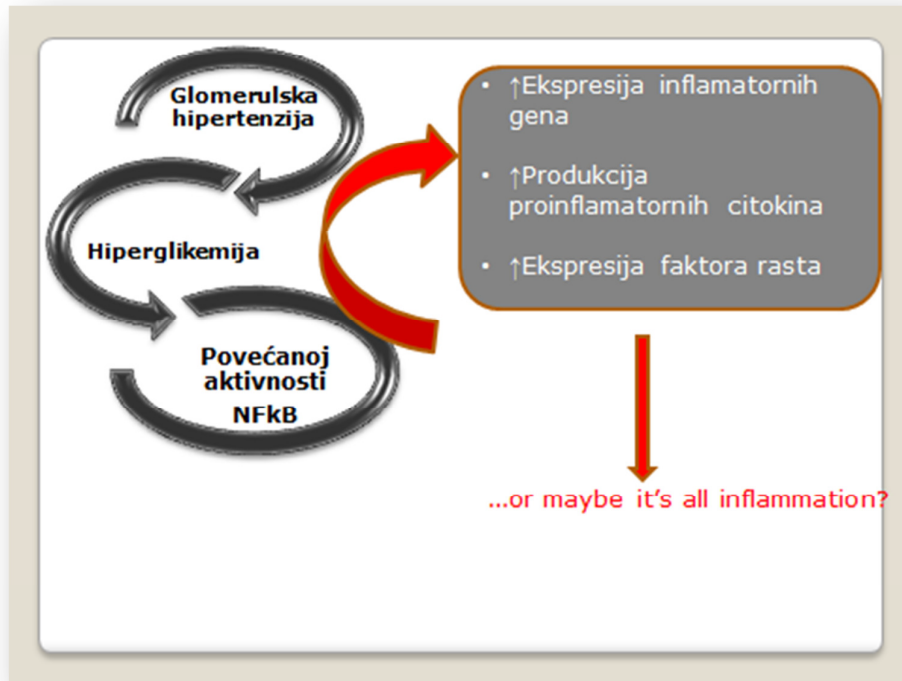 Glomerulska
hipertenzija
Hiperglikemija
Povećanoj
aktivnosti
NFkB
• ↑Ekspresija inflamatornih
gena
• ↑Produkcija
proinflamatornih citokina
• ↑Ekspresija faktora rasta
...or maybe it's all inflammation?